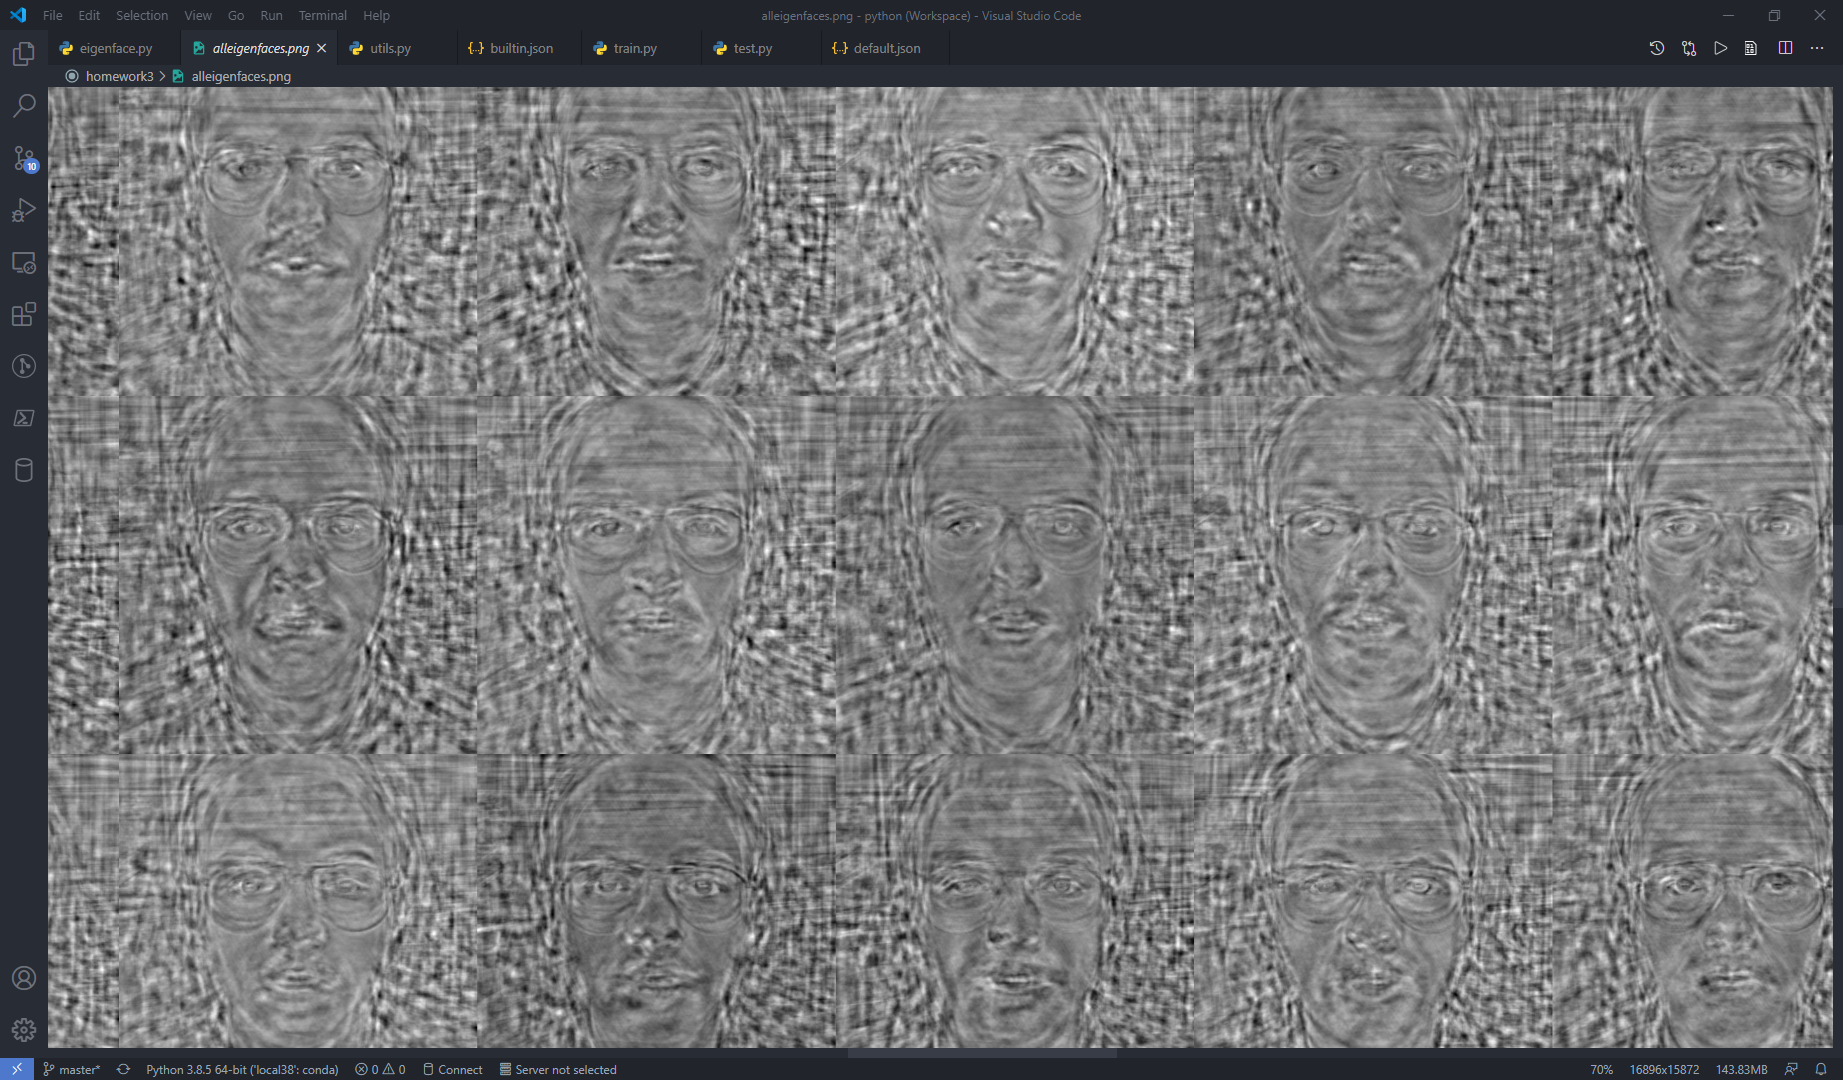 File Edit Selection View Go Run Terminal Help alleigenfaces.png - python (Workspace) - Visual Studio Code
eigenface.py alleigenfaces.png utils.py {..} builtin.json train.py test.py {..} default.json
homework3 > alleigenfaces.png
10
master* Python 3.8.5 64-bit ('local38': conda) 0 0 Connect Server not selected 70% 16896x15872 143.83MB